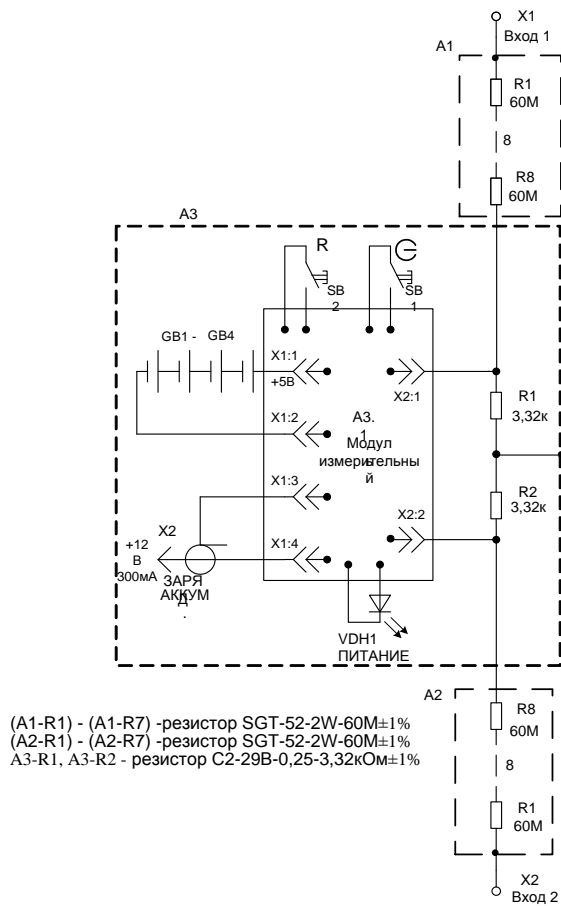 X1
Вход 1
A1
R1
60M
8
R8
60M
A3
R
SB
2
SB
1
GB1 - GB4
X1:1
+5В
X2:1
X1:2
А3.
1
Модул
ь
измерительны
й
R1
3,32к
R2
3,32к
X1:3
X2:2
X1:4
X2
+12
В
300мА
ЗАРЯ
Д
АККУМ
.
VDH1
ПИТАНИЕ
A2
R8
60M
8
R1
60M
X2
Вход 2
(A1-R1) - (A1-R7) -резистор SGT-52-2W-60M±1%
(A2-R1) - (A2-R7) -резистор SGT-52-2W-60M±1%
A3-R1, A3-R2 - резистор С2-29В-0,25-3,32кОм±1%